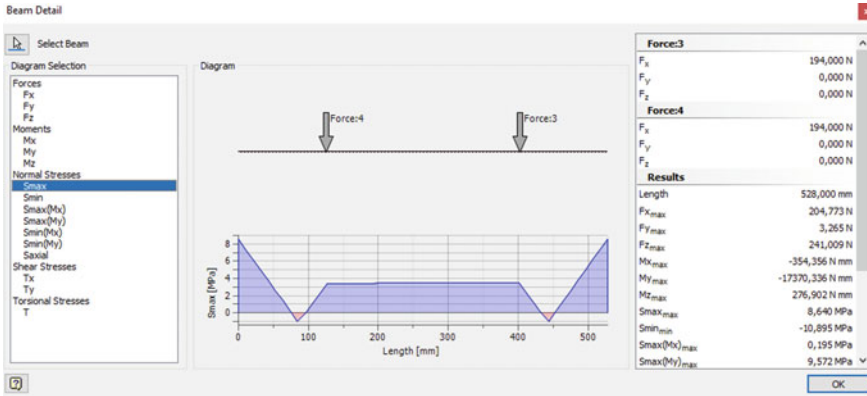 Beam Detail
x
Select Beam
Diagram Selection
Forces
Fx
Fy
Fz
Moments
Mx
My
Mz
Normal Stresses
Smax
Smin
Smax(Mx)
Smax(My)
Smin(Mx)
Smin(My)
Saxial
Shear Stresses
Tx
Ty
Torsional Stresses
T
Diagram
Force:4
Force:3
Smax [MPa]
8
6
4
2
0
0 100 200 300 400 500
Length [mm]
Force:3
Fx 194,000 N
Fy 0,000 N
Fz 0,000 N
Force:4
Fx 194,000 N
Fy 0,000 N
Fz 0,000 N
Results
Length 528,000 mm
Fxmax 204,773 N
Fymax 3,265 N
Fzmax 241,009 N
Mxmax -354,356 N mm
Mymax -17370,336 N mm
Mzmax 276,902 N mm
Smaxmax 8,640 MPa
Sminmin -10,895 MPa
Smax(Mx)max 0,195 MPa
Smax(My)max 9,572 MPa
?
OK